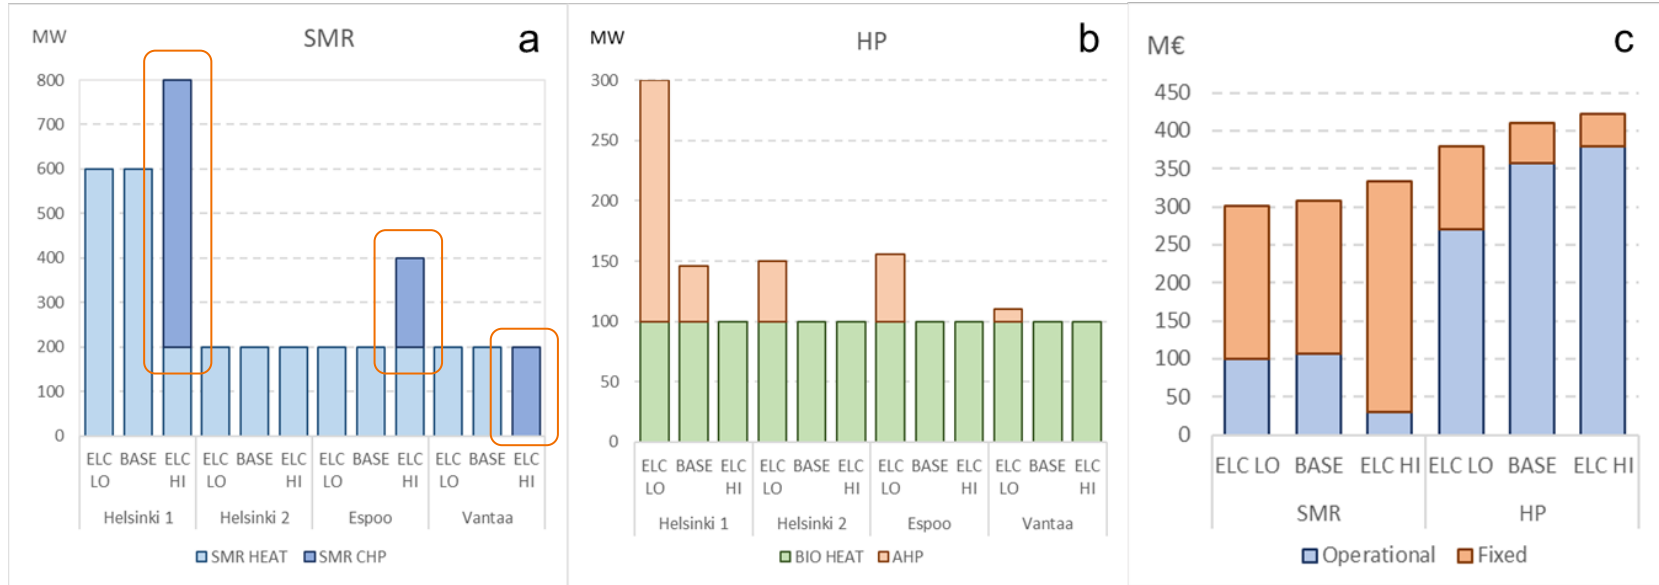 MW SMR a
800
700
600
500
400
300
200
100
0
ELC LO BASE ELC HI ELC LO BASE ELC HI ELC LO BASE ELC HI ELC LO BASE ELC HI
Helsinki 1 Helsinki 2 Espoo Vantaa
SMR HEAT SMR CHP
MW HP b
300
250
200
150
100
50
0
ELC LO BASE ELC HI ELC LO BASE ELC HI ELC LO BASE ELC HI ELC LO BASE ELC HI
Helsinki 1 Helsinki 2 Espoo Vantaa
BIO HEAT AHP
M€ c
450
400
350
300
250
200
150
100
50
0
ELC LO BASE ELC HI ELC LO BASE ELC HI
SMR HP
Operational Fixed